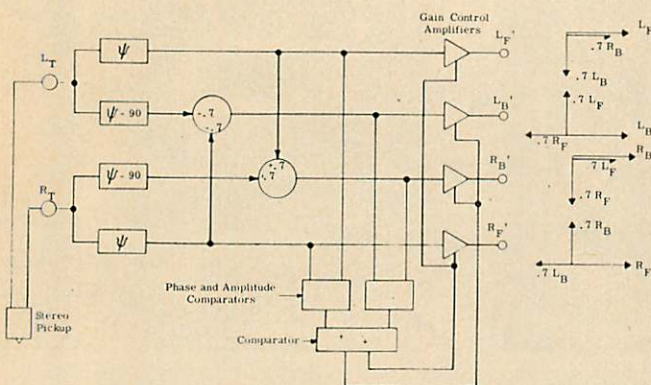 Gain Control
Amplifiers
L_F'
L_T
ψ
ψ - 90
-.7
-.7
L_B'
R_T
ψ - 90
+.7
+.7
R_B'
ψ
R_F'
Phase and Amplitude
Comparators
Comparator
+ +
Stereo
Pickup
L_F
.7 R_B
.7 L_B
.7 L_F
.7 R_F
L_B
R_B
.7 L_F
.7 R_F
.7 R_B
.7 L_B
R_F